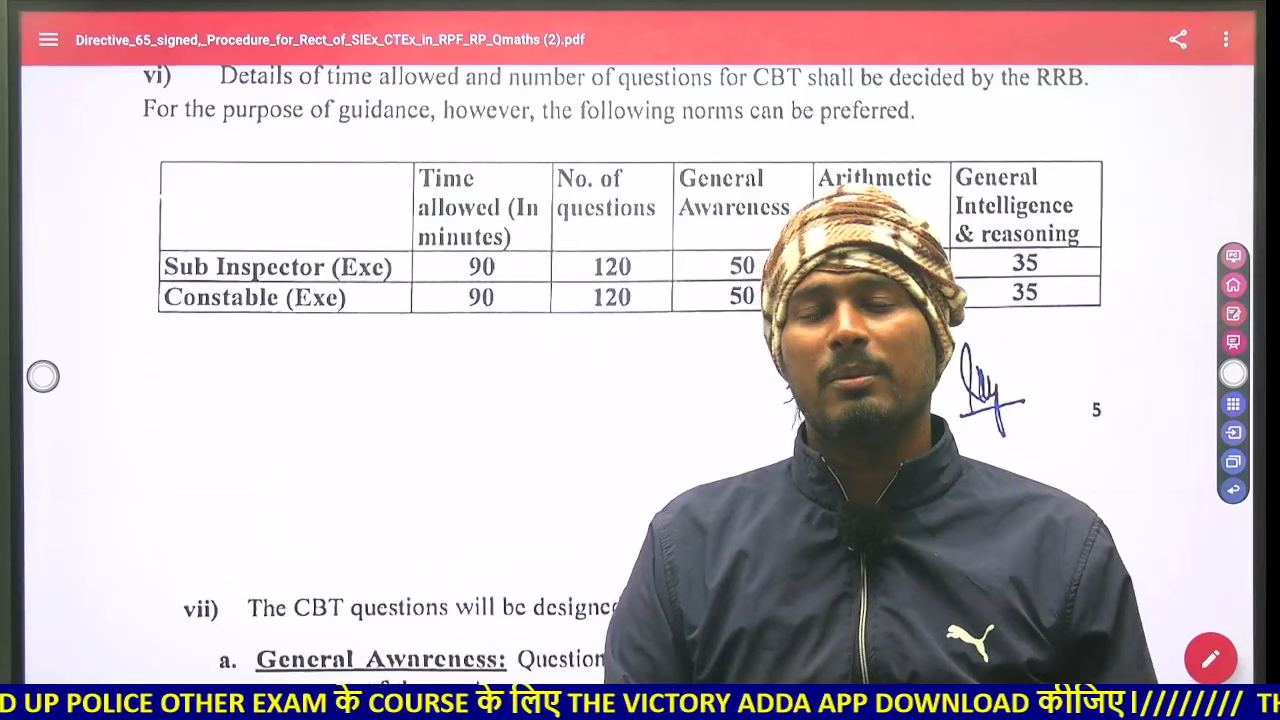 Directive_65_signed,_Procedure_for_Rect_of_SIEx_CTEx_in_RPF_RP_Qmaths (2).pdf
vi) Details of time allowed and number of questions for CBT shall be decided by the RRB.
For the purpose of guidance, however, the following norms can be preferred.
Time allowed (In minutes) No. of questions General Awareness Arithmetic General Intelligence & reasoning
Sub Inspector (Exe) 90 120 50 35
Constable (Exe) 90 120 50 35
5
vii) The CBT questions will be designed
a. General Awareness: Question
D UP POLICE OTHER EXAM के COURSE के लिए THE VICTORY ADDA APP DOWNLOAD कीजिए।//////// TH